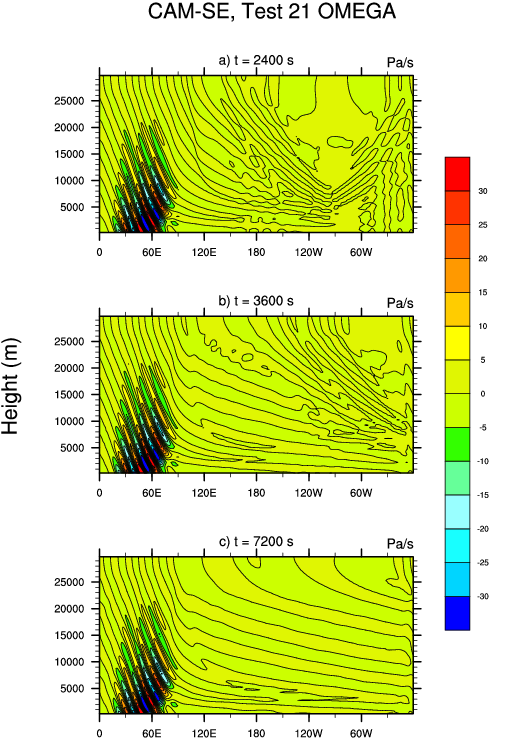 CAM-SE, Test 21 OMEGA
a) t = 2400 s
Pa/s
25000
20000
15000
10000
5000
0 60E 120E 180 120W 60W
b) t = 3600 s
Pa/s
25000
20000
15000
10000
5000
0 60E 120E 180 120W 60W
c) t = 7200 s
Pa/s
25000
20000
15000
10000
5000
0 60E 120E 180 120W 60W
Height (m)
30
25
20
15
10
5
0
-5
-10
-15
-20
-25
-30